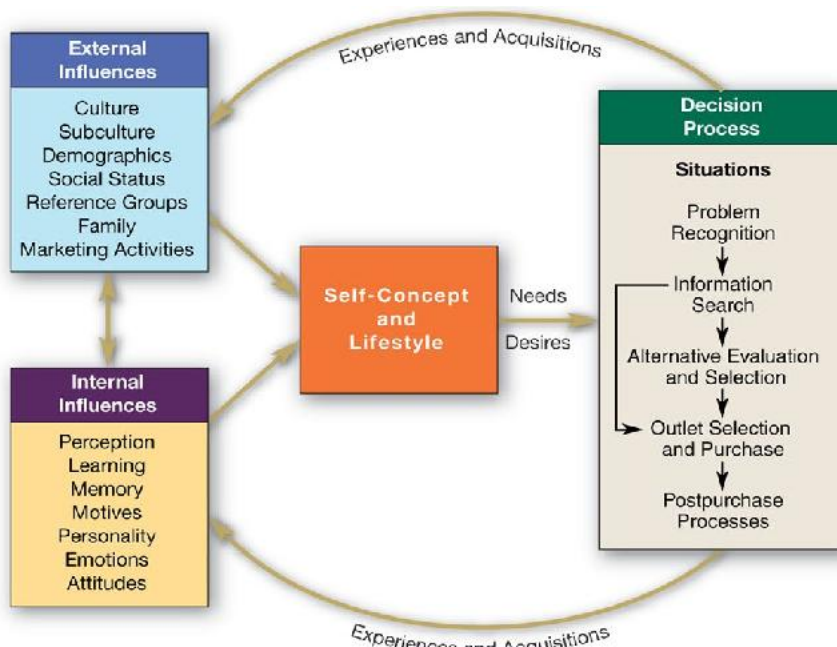 External
Influences
Culture
Subculture
Demographics
Social Status
Reference Groups
Family
Marketing Activities
Internal
Influences
Perception
Learning
Memory
Motives
Personality
Emotions
Attitudes
Experiences and Acquisitions
Self-Concept
and
Lifestyle
Needs
Desires
Decision
Process
Situations
Problem
Recognition
Information
Search
Alternative Evaluation
and Selection
Outlet Selection
and Purchase
Postpurchase
Processes
Experiences and Acquisitions